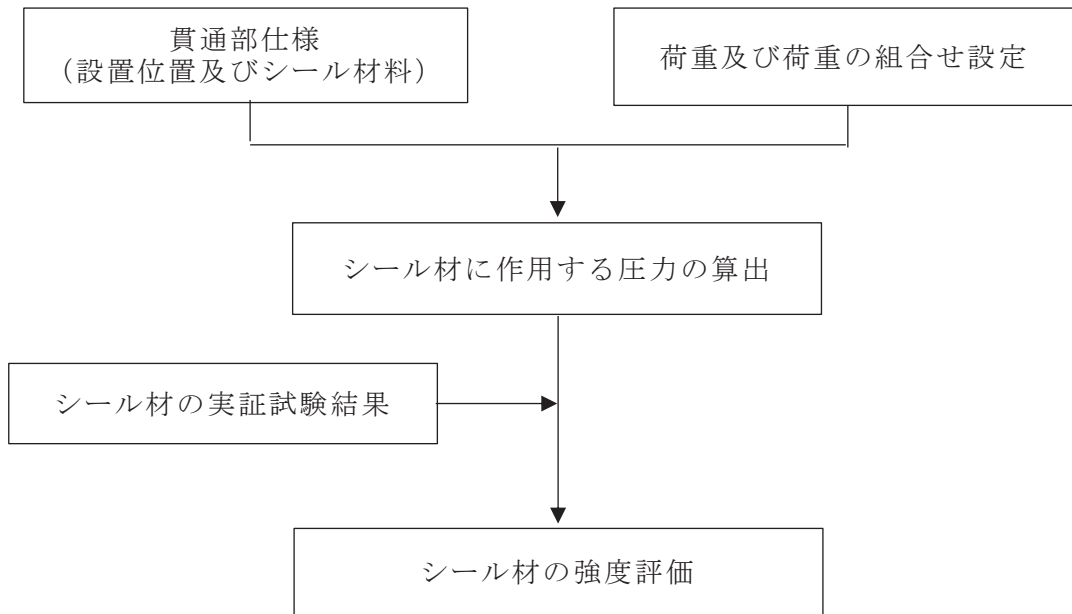 貫通部仕様
（設置位置及びシール材料）
荷重及び荷重の組合せ設定
シール材に作用する圧力の算出
シール材の実証試験結果
シール材の強度評価